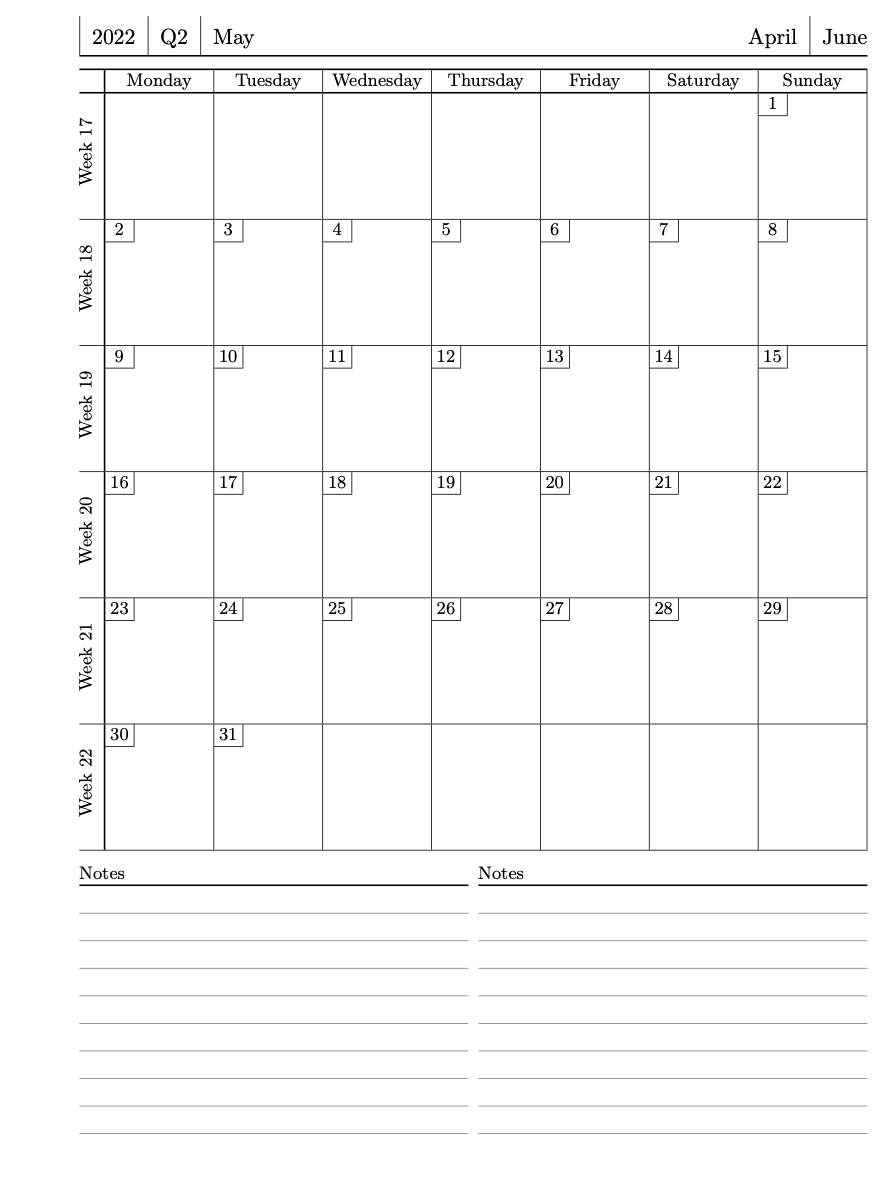 2022 Q2 May April June
Monday Tuesday Wednesday Thursday Friday Saturday Sunday
Week 17 1
Week 18 2 3 4 5 6 7 8
Week 19 9 10 11 12 13 14 15
Week 20 16 17 18 19 20 21 22
Week 21 23 24 25 26 27 28 29
Week 22 30 31
Notes Notes